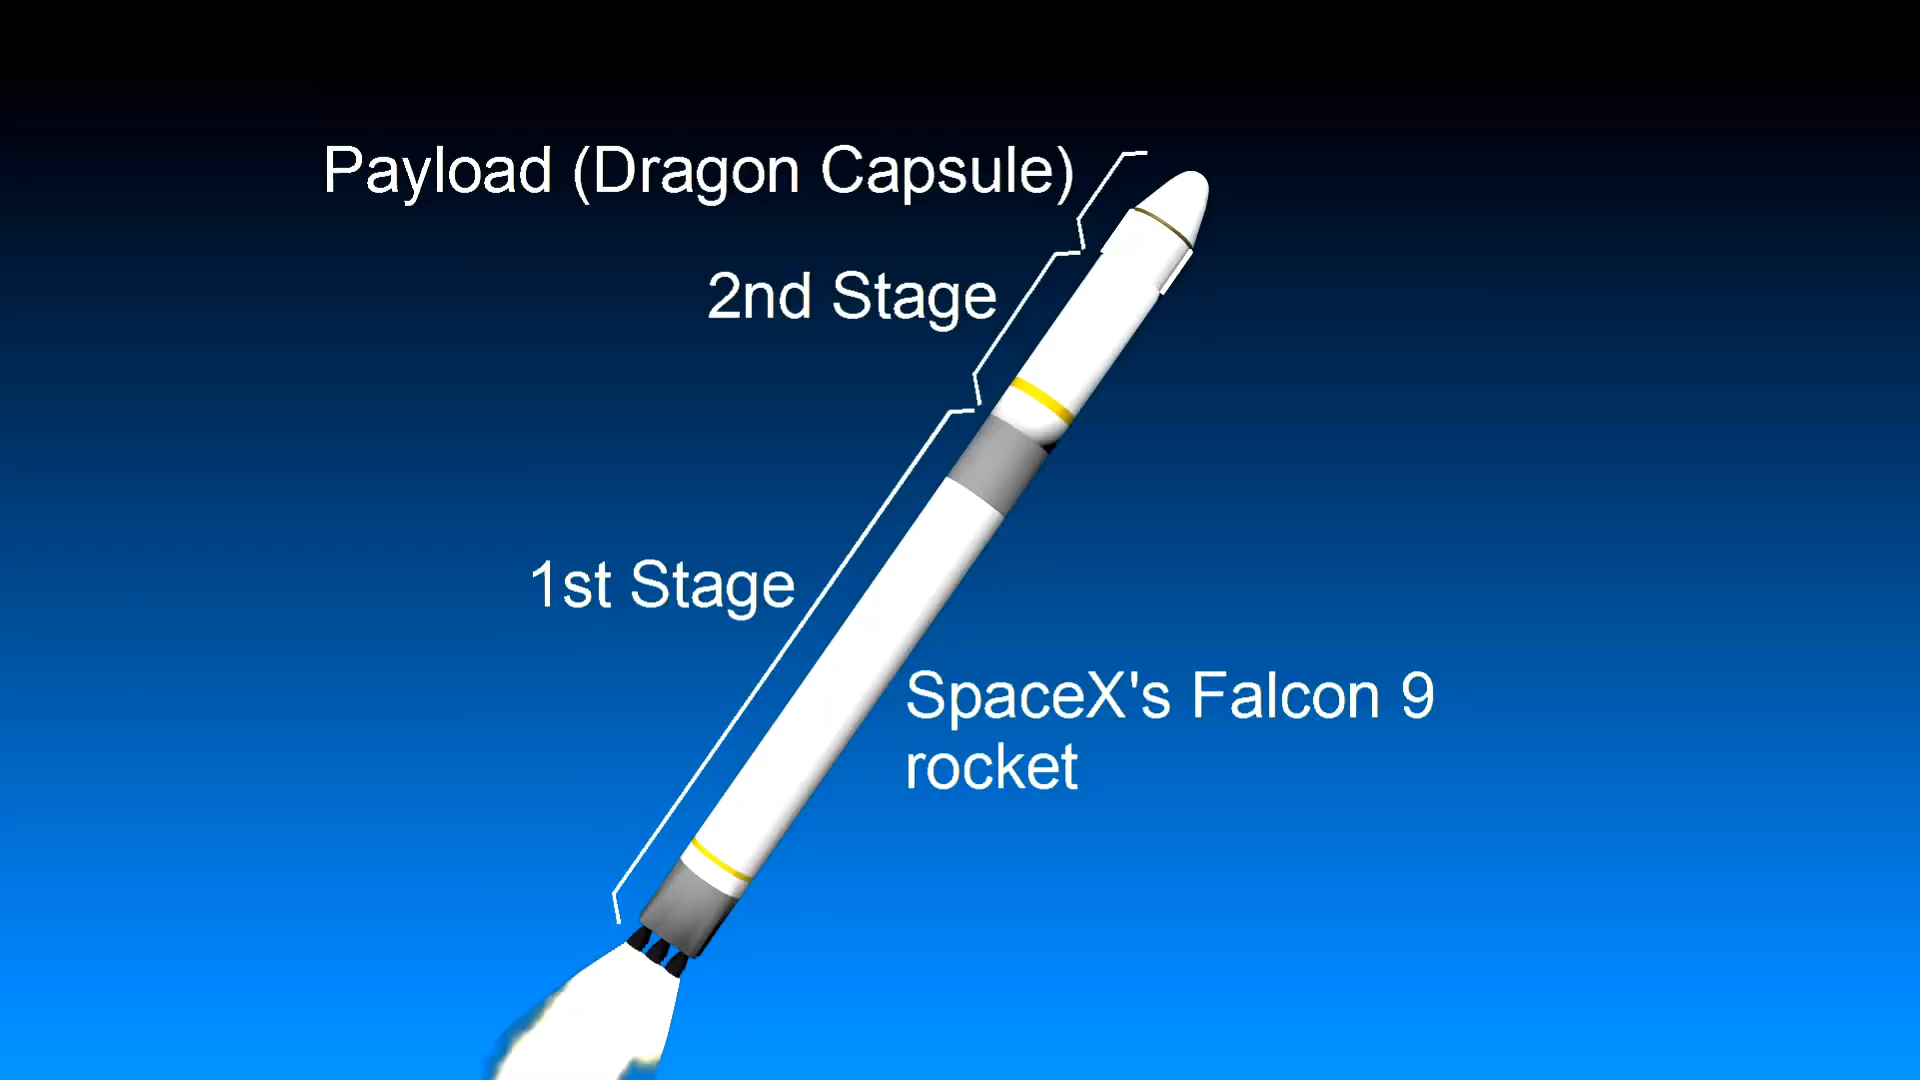 Payload (Dragon Capsule)
2nd Stage
1st Stage
SpaceX's Falcon 9
rocket